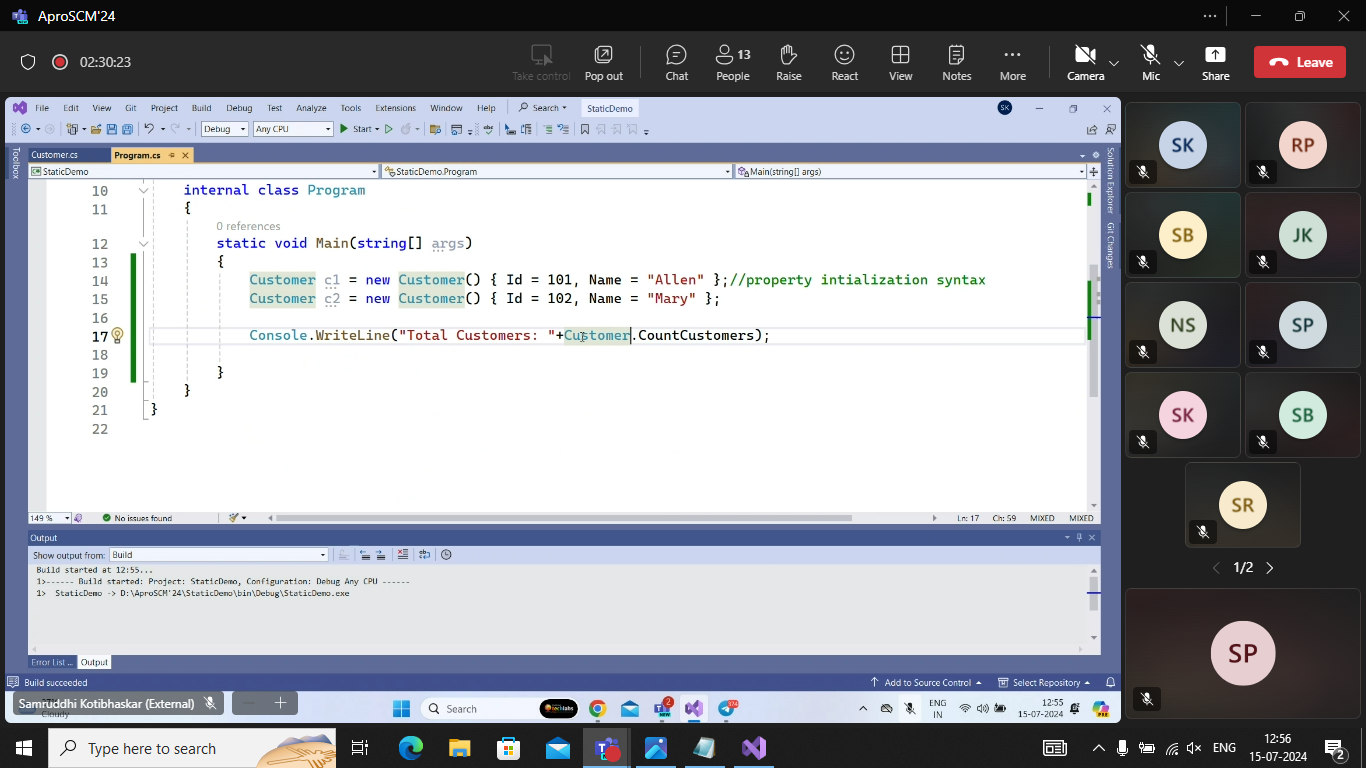 AproSCM'24
02:30:23
Take control
Pop out
Chat
13
People
Raise
React
View
Notes
More
Camera
Mic
Share
Leave
File Edit View Git Project Build Debug Test Analyze Tools Extensions Window Help Search StaticDemo SK
Debug Any CPU Start
Toolbox
Customer.cs Program.cs
StaticDemo StaticDemo.Program Main(string[] args)
Solution Explorer
Git Changes
10 internal class Program
11 {
0 references
12 static void Main(string[] args)
13 {
14 Customer c1 = new Customer() { Id = 101, Name = "Allen" };//property intialization syntax
15 Customer c2 = new Customer() { Id = 102, Name = "Mary" };
16
17 Console.WriteLine("Total Customers: "+Customer.CountCustomers);
18
19 }
20 }
21 }
22
149 % No issues found Ln: 17 Ch: 59 MIXED MIXED
Output
Show output from: Build
Build started at 12:55...
1>------ Build started: Project: StaticDemo, Configuration: Debug Any CPU ------
1> StaticDemo -> D:\AproSCM'24\StaticDemo\bin\Debug\StaticDemo.exe
Error List ... Output
Build succeeded Add to Source Control Select Repository
Samruddhi Kotibhaskar (External)
Cloudy
Search
ENG
IN
12:55
15-07-2024
SK
RP
SB
JK
NS
SP
SK
SB
SR
1/2
SP
Type here to search
ENG
12:56
15-07-2024
2